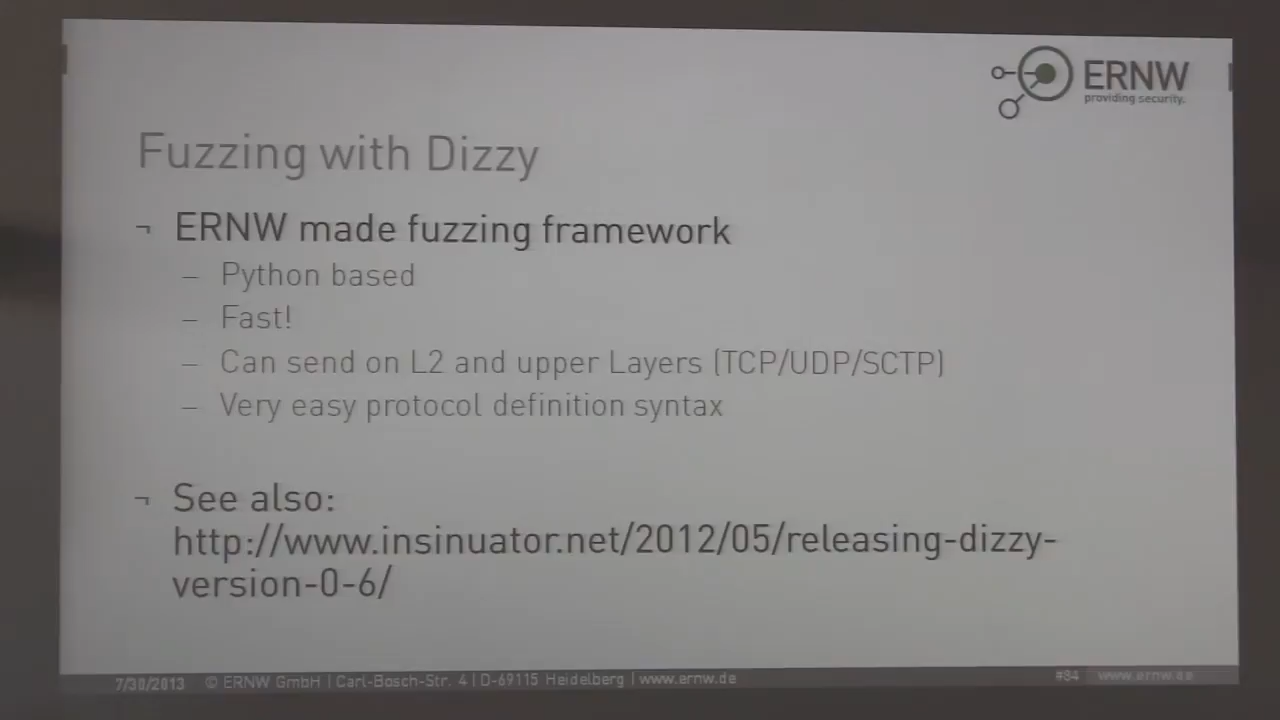 ERNW
providing security.
Fuzzing with Dizzy
¬ ERNW made fuzzing framework
– Python based
– Fast!
– Can send on L2 and upper Layers (TCP/UDP/SCTP)
– Very easy protocol definition syntax
¬ See also:
http://www.insinuator.net/2012/05/releasing-dizzy-
version-0-6/
7/30/2013 © ERNW GmbH | Carl-Bosch-Str. 4 | D-69115 Heidelberg | www.ernw.de #84 www.ernw.de